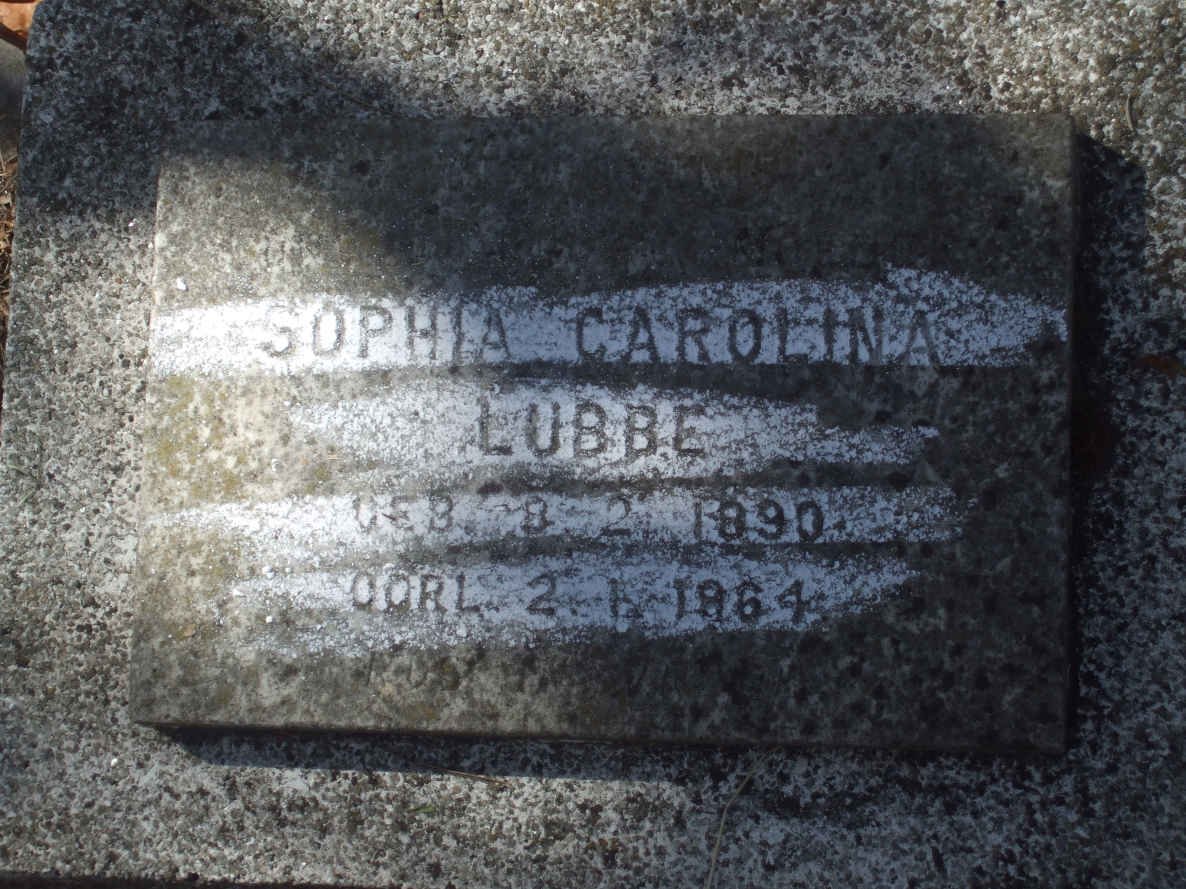 SOPHIA CAROLINA
LUBBE
GEB. 8. 2. 1890.
OORL. 2. 1. 1964.